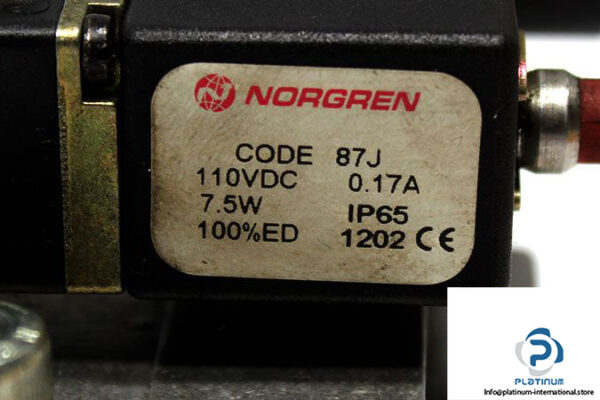 NORGREN
CODE 87J
110VDC 0.17A
7.5W IP65
100%ED 1202 CE
PLATINUM
Info@platinum-international.store